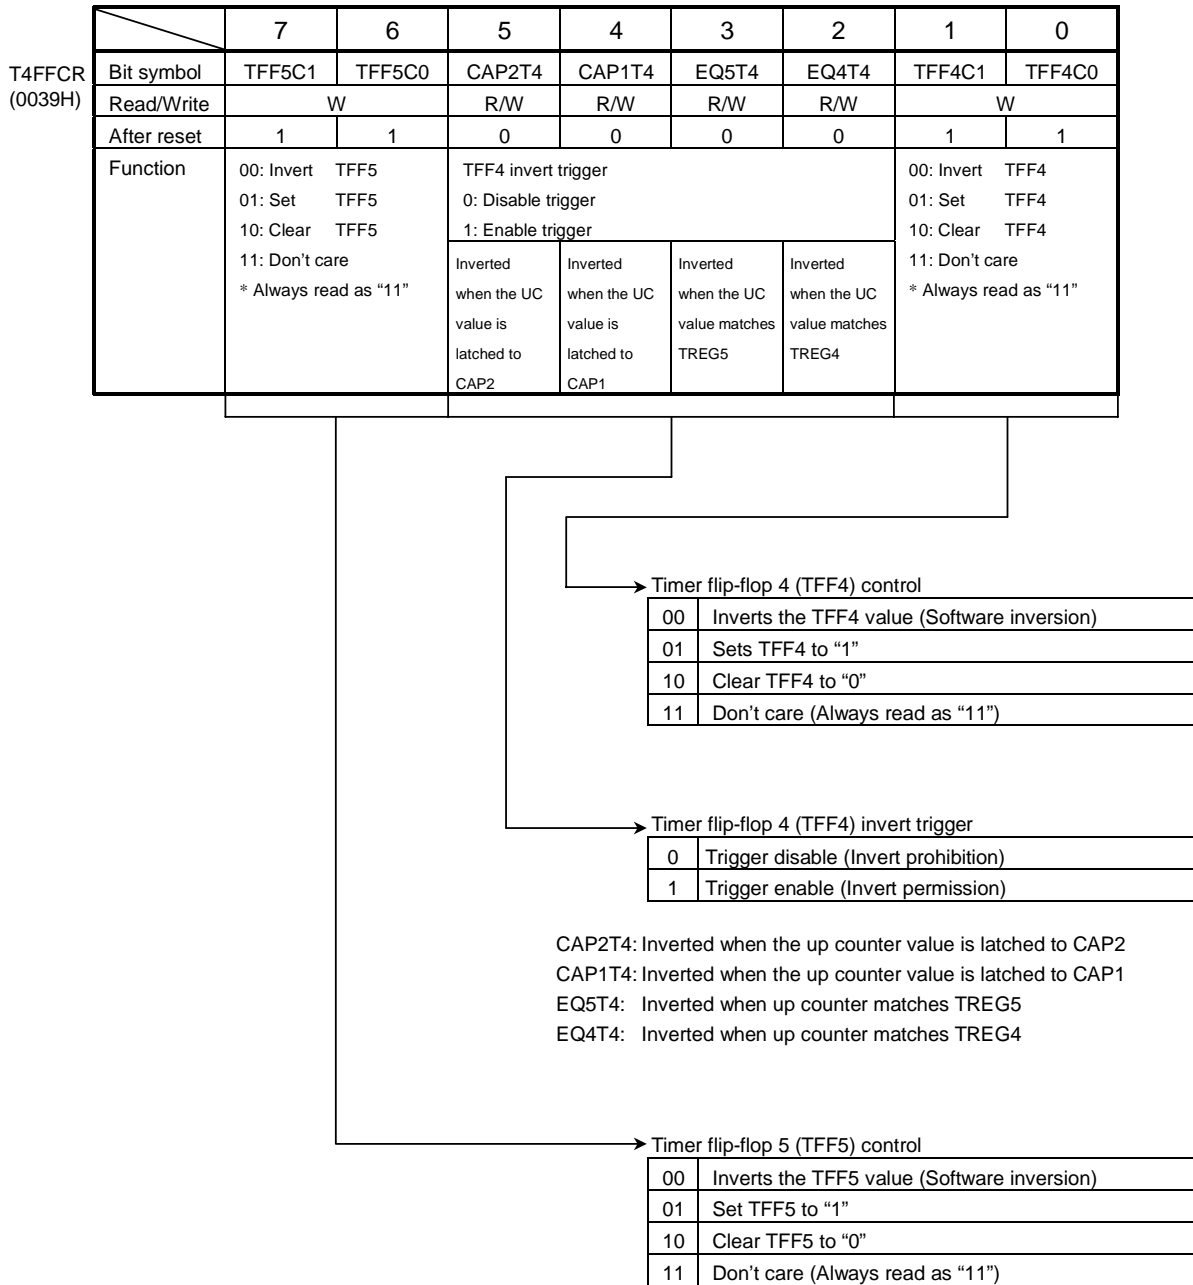 7 6 5 4 3 2 1 0
T4FFCR (0039H)
Bit symbol TFF5C1 TFF5C0 CAP2T4 CAP1T4 EQ5T4 EQ4T4 TFF4C1 TFF4C0
Read/Write W R/W R/W R/W R/W W
After reset 1 1 0 0 0 0 1 1
Function
00: Invert TFF5
01: Set TFF5
10: Clear TFF5
11: Don't care
* Always read as “11”
TFF4 invert trigger
0: Disable trigger
1: Enable trigger
Inverted
when the UC
value is
latched to
CAP2
Inverted
when the UC
value is
latched to
CAP1
Inverted
when the UC
value matches
TREG5
Inverted
when the UC
value matches
TREG4
00: Invert TFF4
01: Set TFF4
10: Clear TFF4
11: Don't care
* Always read as “11”
Timer flip-flop 4 (TFF4) control
00 Inverts the TFF4 value (Software inversion)
01 Sets TFF4 to “1”
10 Clear TFF4 to “0”
11 Don't care (Always read as “11”)
Timer flip-flop 4 (TFF4) invert trigger
0 Trigger disable (Invert prohibition)
1 Trigger enable (Invert permission)
CAP2T4: Inverted when the up counter value is latched to CAP2
CAP1T4: Inverted when the up counter value is latched to CAP1
EQ5T4: Inverted when up counter matches TREG5
EQ4T4: Inverted when up counter matches TREG4
Timer flip-flop 5 (TFF5) control
00 Inverts the TFF5 value (Software inversion)
01 Set TFF5 to “1”
10 Clear TFF5 to “0”
11 Don't care (Always read as “11”)